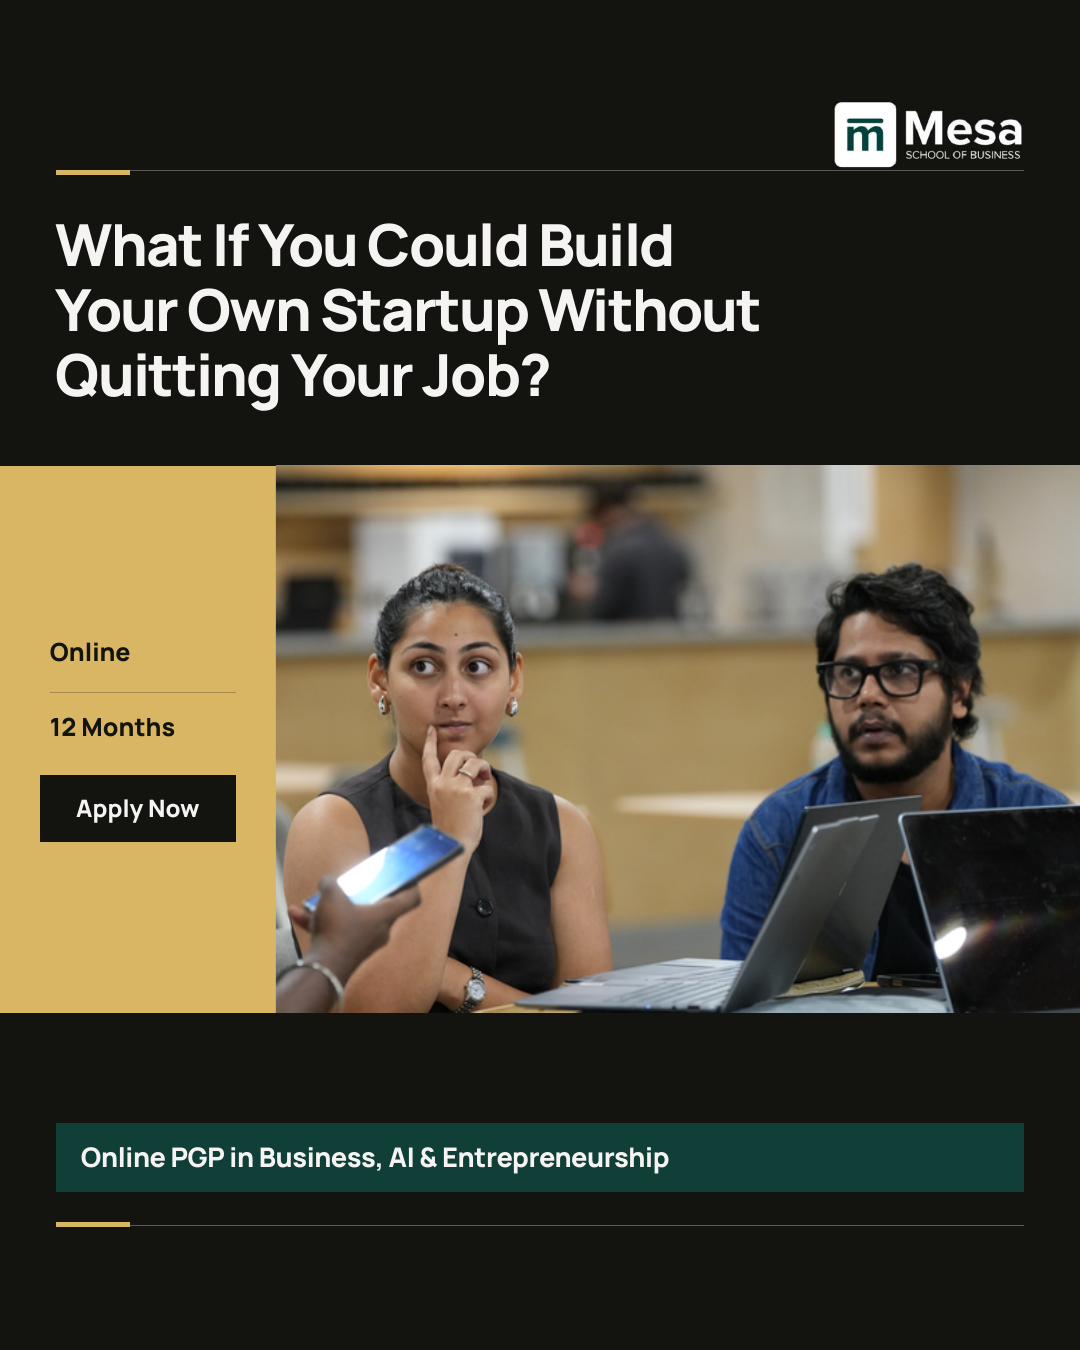 m Mesa
SCHOOL OF BUSINESS
What If You Could Build
Your Own Startup Without
Quitting Your Job?
Online
12 Months
Apply Now
Online PGP in Business, AI & Entrepreneurship